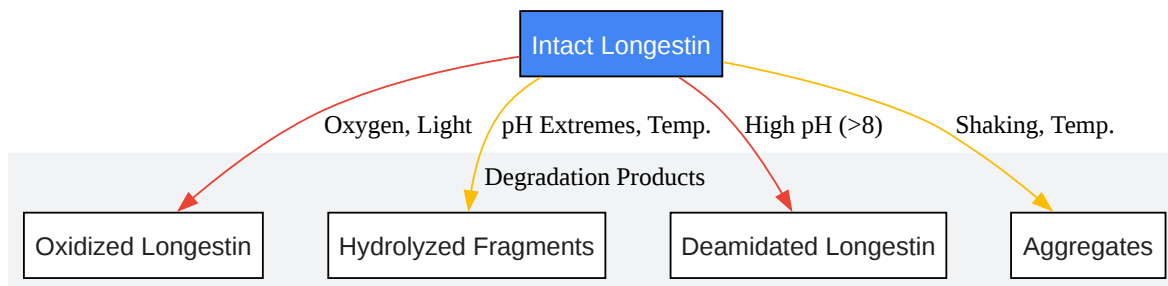 Intact Longestin
Oxygen, Light
pH Extremes, Temp.
High pH (>8)
Shaking, Temp.
Degradation Products
Oxidized Longestin
Hydrolyzed Fragments
Deamidated Longestin
Aggregates